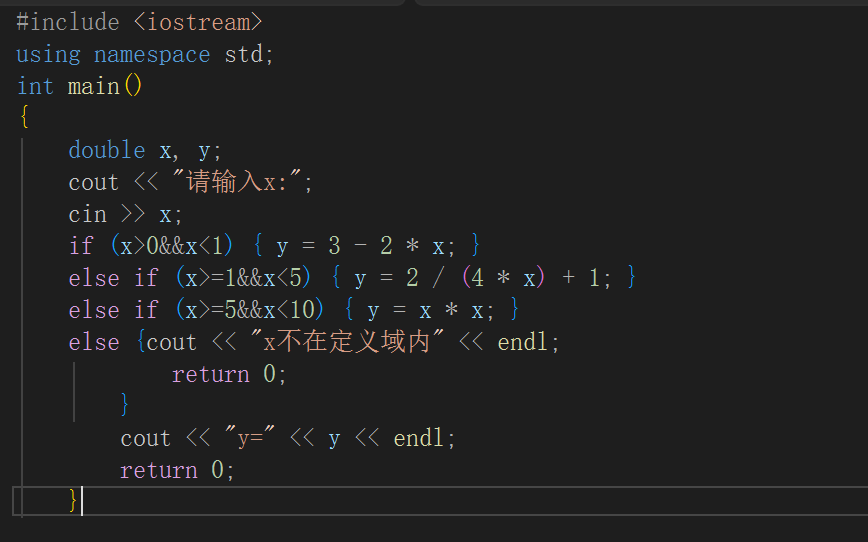 #include <iostream>
using namespace std;
int main()
{
double x, y;
cout << "请输入x:";
cin >> x;
if (x>0&&x<1) { y = 3 - 2 * x; }
else if (x>=1&&x<5) { y = 2 / (4 * x) + 1; }
else if (x>=5&&x<10) { y = x * x; }
else {cout << "x不在定义域内" << endl;
return 0;
}
cout << "y=" << y << endl;
return 0;
}